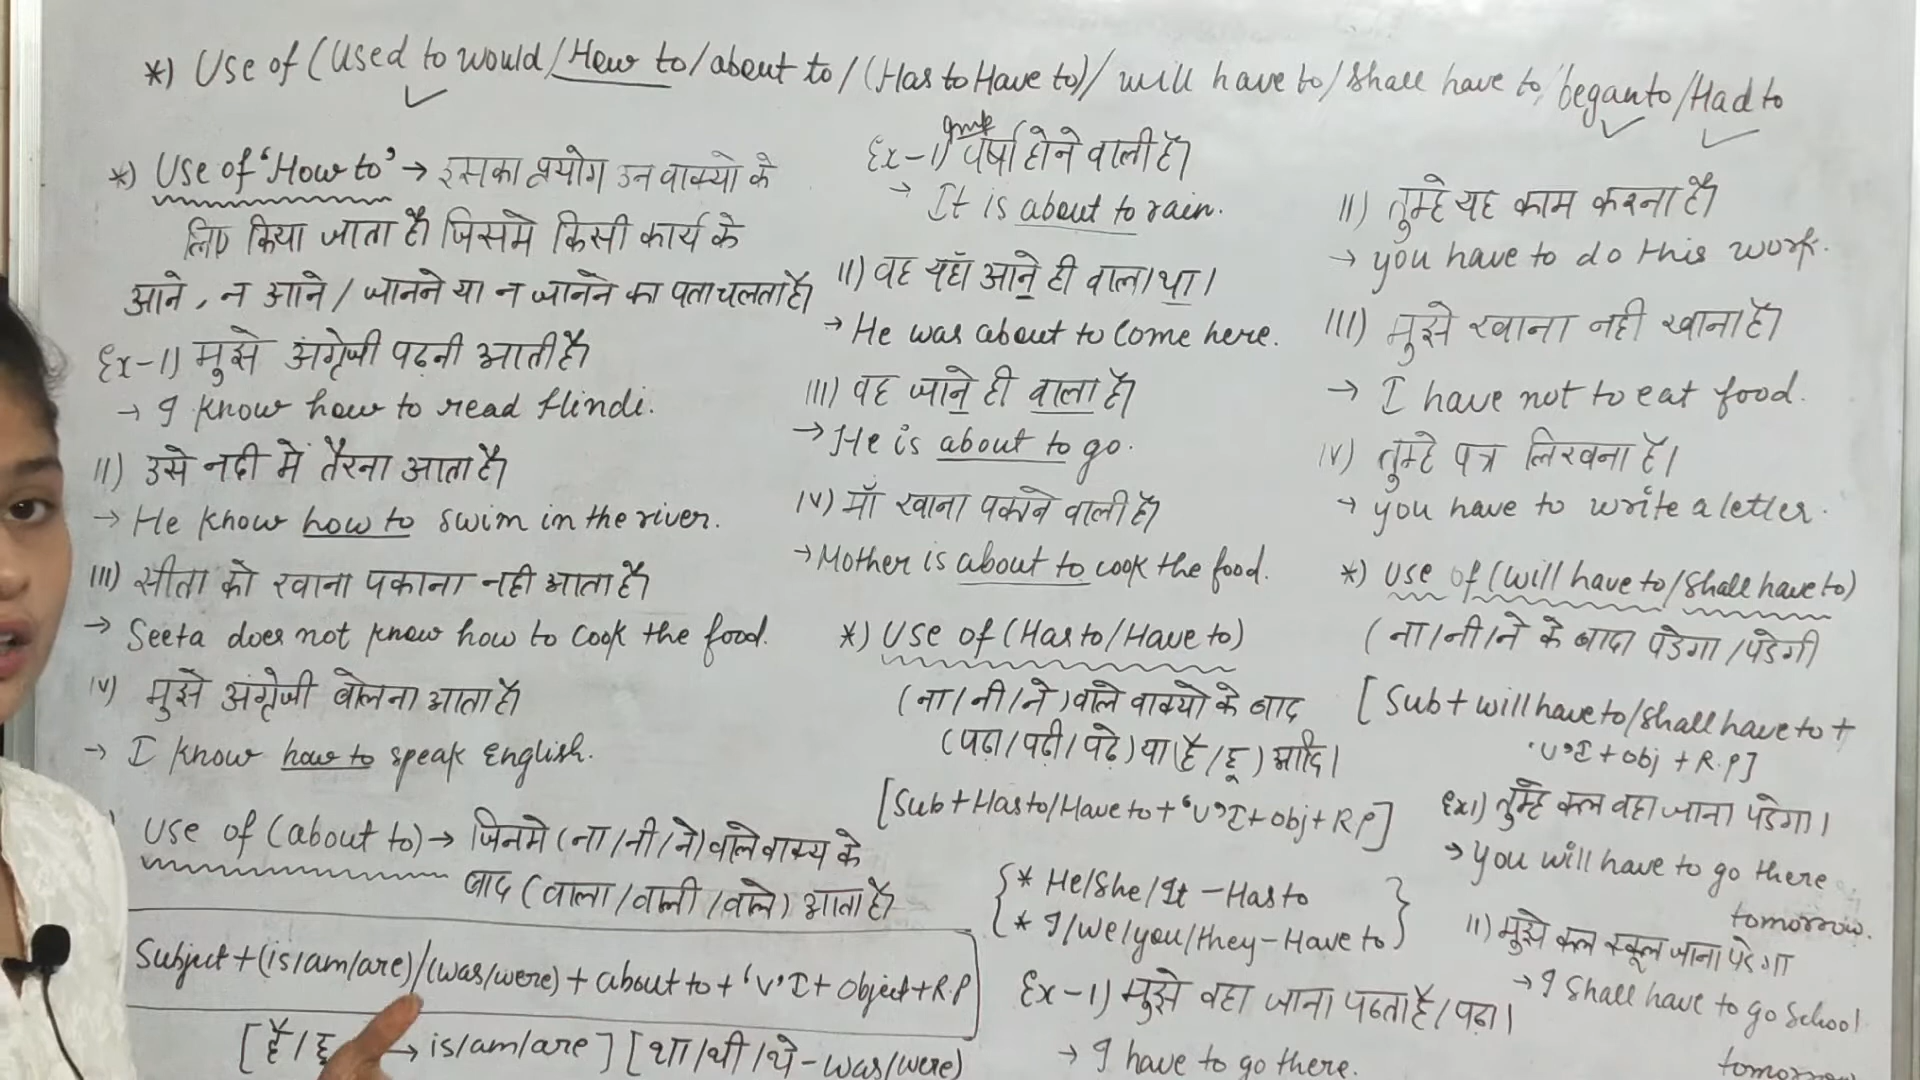 *) Use of (Used to would/How to/about to/(Has to Have to)/will have to/shall have to/began to/Had to
*) Use of 'How to' → इसका प्रयोग उन वाक्यो के
लिए किया जाता है। जिसमे किसी कार्य के
आने, न आने/जानने या न जानने का पता चलता है।
Ex-1) मुझे अंग्रेजी पढ़नी आती है।
→ I know how to read Hindi.
II) उसे नदी में तैरना आता है।
→ He know how to swim in the river.
III) सीता को खाना पकाना नही आता है।
→ Seeta does not know how to cook the food.
IV) मुझे अंग्रेजी बोलना आता है।
→ I know how to speak English.
Use of (about to) → जिनमे (ना/नी/ने) वाले वाक्य के
बाद (वाला/वाली/वाले) आता है।
Subject+(is/am/are)/(was/were)+about to+'V'I+Object+R.P
[है/हू → is/am/are] [था/थी/थे-was/were)
Ex-1) वर्षा होने वाली है।
→ It is about to rain.
II) वह यहाँ आने ही वाला था।
→ He was about to Come here.
III) वह जाने ही वाला है।
→ He is about to go.
IV) माँ खाना पकाने वाली है।
→ Mother is about to cook the food.
*) Use of (Has to/Have to)
(ना/नी/ने) वाले वाक्यो के बाद
(पढ़ा/पढ़ी/पढ़े) या (है/हू) आदि।
[Sub+Has to/Have to+'V'I+Obj+R.P]
* He/She/It - Has to
* I/we/you/they-Have to
Ex-1) मुझे वहा जाना पढता है/पढ़ा।
→ I have to go there.
II) तुम्हे यह काम करना है।
→ you have to do this work.
III) मुझे खाना नही खाना है।
→ I have not to eat food.
IV) तुम्हे पत्र लिखना है।
→ you have to write a letter.
*) Use of (will have to/Shall have to)
(ना/नी/ने के बाद। पडेगा/पडेगी
[Sub+will have to/Shall have to+
'V'I+Obj+R.P]
Ex1) तुम्हे कल वहा जाना पडेगा।
→ you will have to go there
tomorrow.
II) मुझे कल स्कूल जाना पडेगा
→ I Shall have to go School
tomorrow